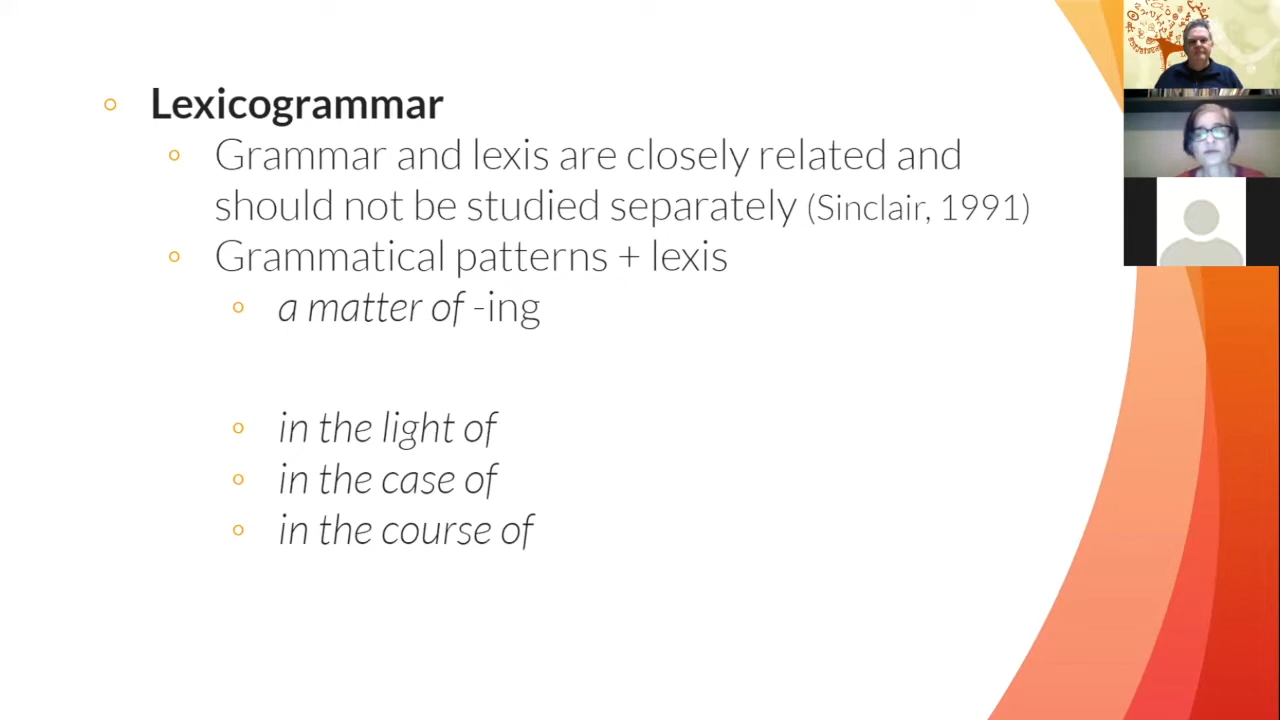 Lexicogrammar
Grammar and lexis are closely related and
should not be studied separately (Sinclair, 1991)
Grammatical patterns + lexis
a matter of -ing
in the light of
in the case of
in the course of